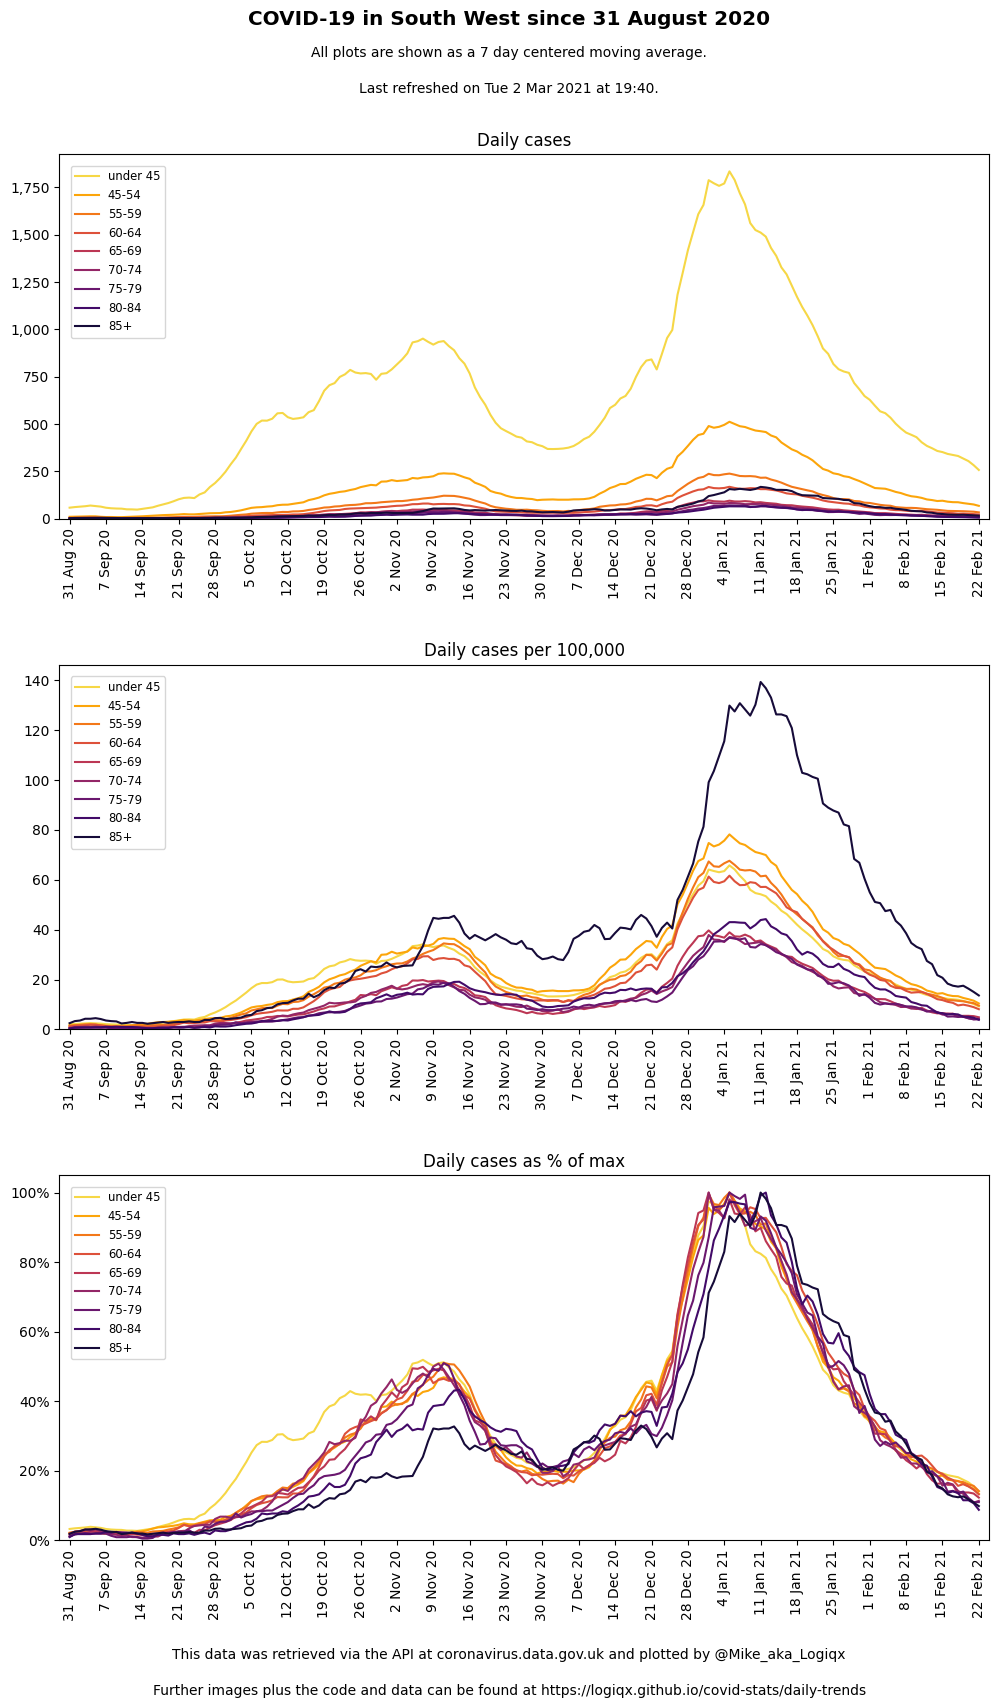 COVID-19 in South West since 31 August 2020
All plots are shown as a 7 day centered moving average.
Last refreshed on Tue 2 Mar 2021 at 19:40.
Daily cases
1,750
1,500
1,250
1,000
750
500
250
0
under 45
45-54
55-59
60-64
65-69
70-74
75-79
80-84
85+
31 Aug 20
7 Sep 20
14 Sep 20
21 Sep 20
28 Sep 20
5 Oct 20
12 Oct 20
19 Oct 20
26 Oct 20
2 Nov 20
9 Nov 20
16 Nov 20
23 Nov 20
30 Nov 20
7 Dec 20
14 Dec 20
21 Dec 20
28 Dec 20
4 Jan 21
11 Jan 21
18 Jan 21
25 Jan 21
1 Feb 21
8 Feb 21
15 Feb 21
22 Feb 21
Daily cases per 100,000
140
120
100
80
60
40
20
0
under 45
45-54
55-59
60-64
65-69
70-74
75-79
80-84
85+
31 Aug 20
7 Sep 20
14 Sep 20
21 Sep 20
28 Sep 20
5 Oct 20
12 Oct 20
19 Oct 20
26 Oct 20
2 Nov 20
9 Nov 20
16 Nov 20
23 Nov 20
30 Nov 20
7 Dec 20
14 Dec 20
21 Dec 20
28 Dec 20
4 Jan 21
11 Jan 21
18 Jan 21
25 Jan 21
1 Feb 21
8 Feb 21
15 Feb 21
22 Feb 21
Daily cases as % of max
100%
80%
60%
40%
20%
0%
under 45
45-54
55-59
60-64
65-69
70-74
75-79
80-84
85+
31 Aug 20
7 Sep 20
14 Sep 20
21 Sep 20
28 Sep 20
5 Oct 20
12 Oct 20
19 Oct 20
26 Oct 20
2 Nov 20
9 Nov 20
16 Nov 20
23 Nov 20
30 Nov 20
7 Dec 20
14 Dec 20
21 Dec 20
28 Dec 20
4 Jan 21
11 Jan 21
18 Jan 21
25 Jan 21
1 Feb 21
8 Feb 21
15 Feb 21
22 Feb 21
This data was retrieved via the API at coronavirus.data.gov.uk and plotted by @Mike_aka_Logiqx
Further images plus the code and data can be found at https://logiqx.github.io/covid-stats/daily-trends